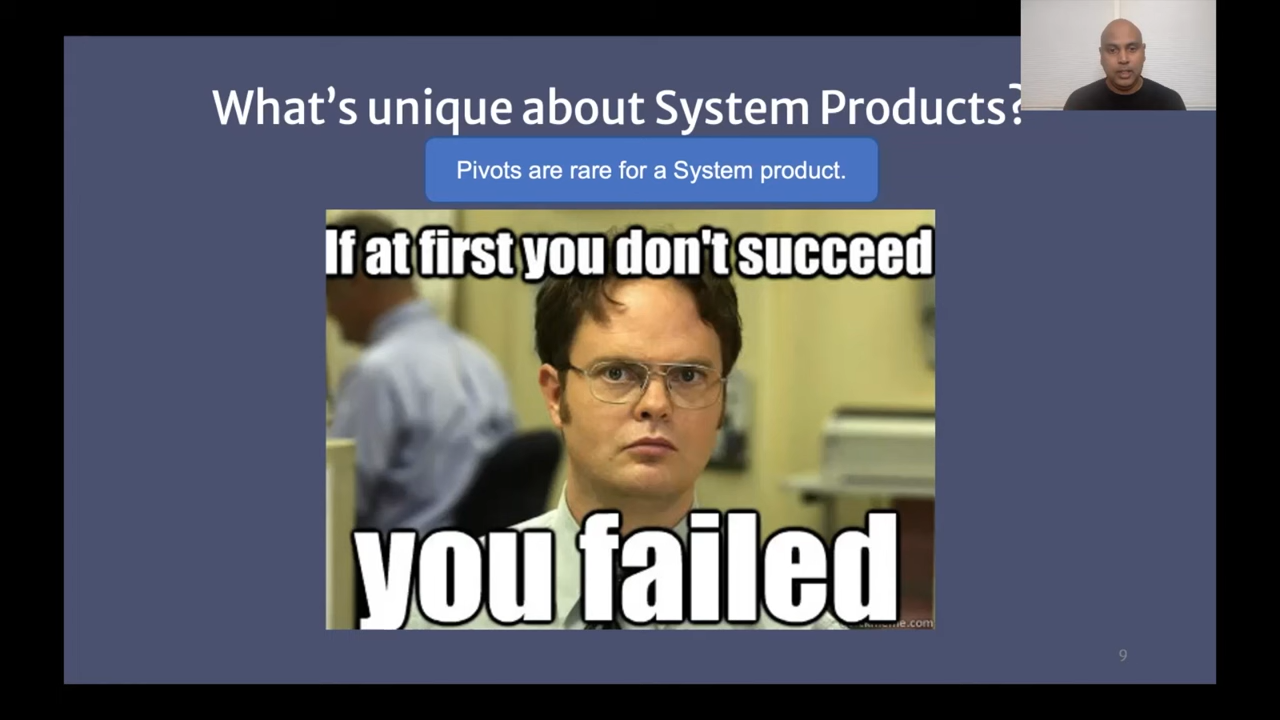 What's unique about System Products?
Pivots are rare for a System product.
If at first you don't succeed
you failed
9